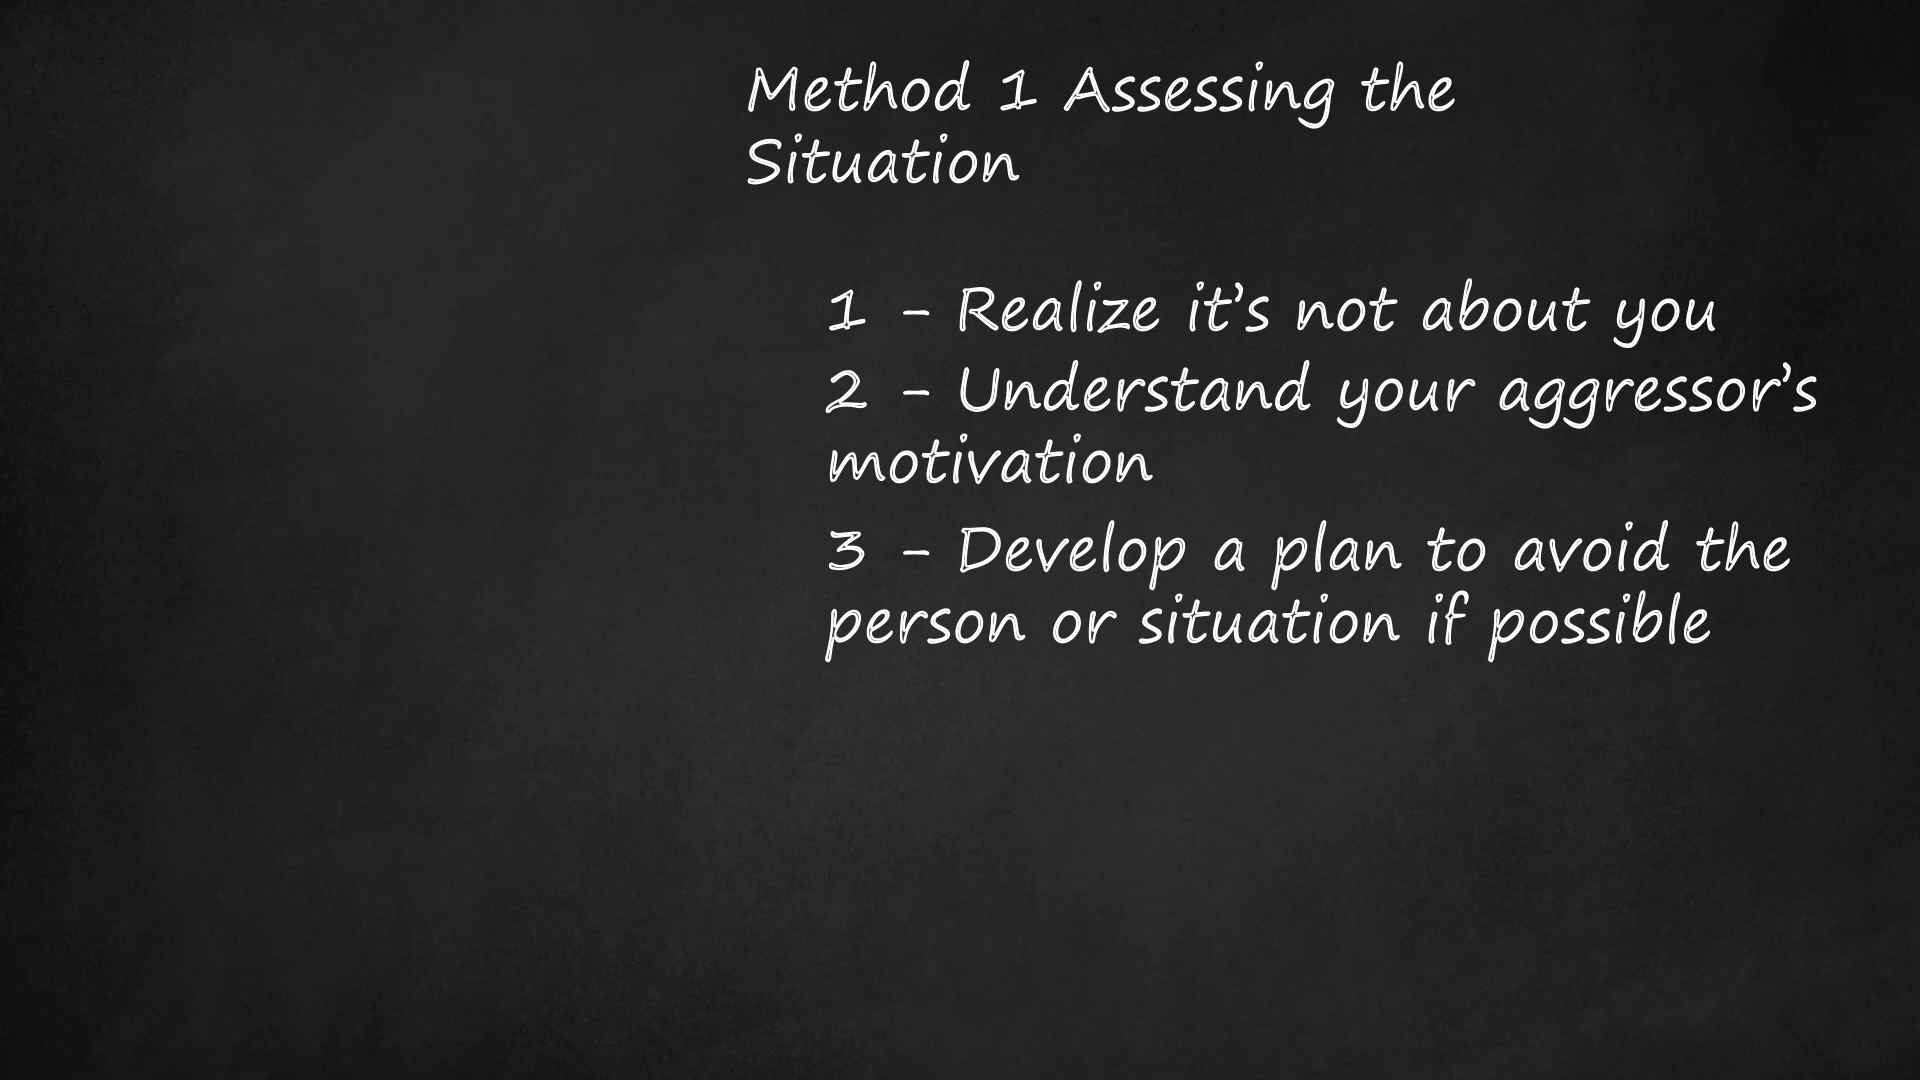 Method 1 Assessing the
Situation
1 - Realize it’s not about you
2 - Understand your aggressor’s
motivation
3 - Develop a plan to avoid the
person or situation if possible